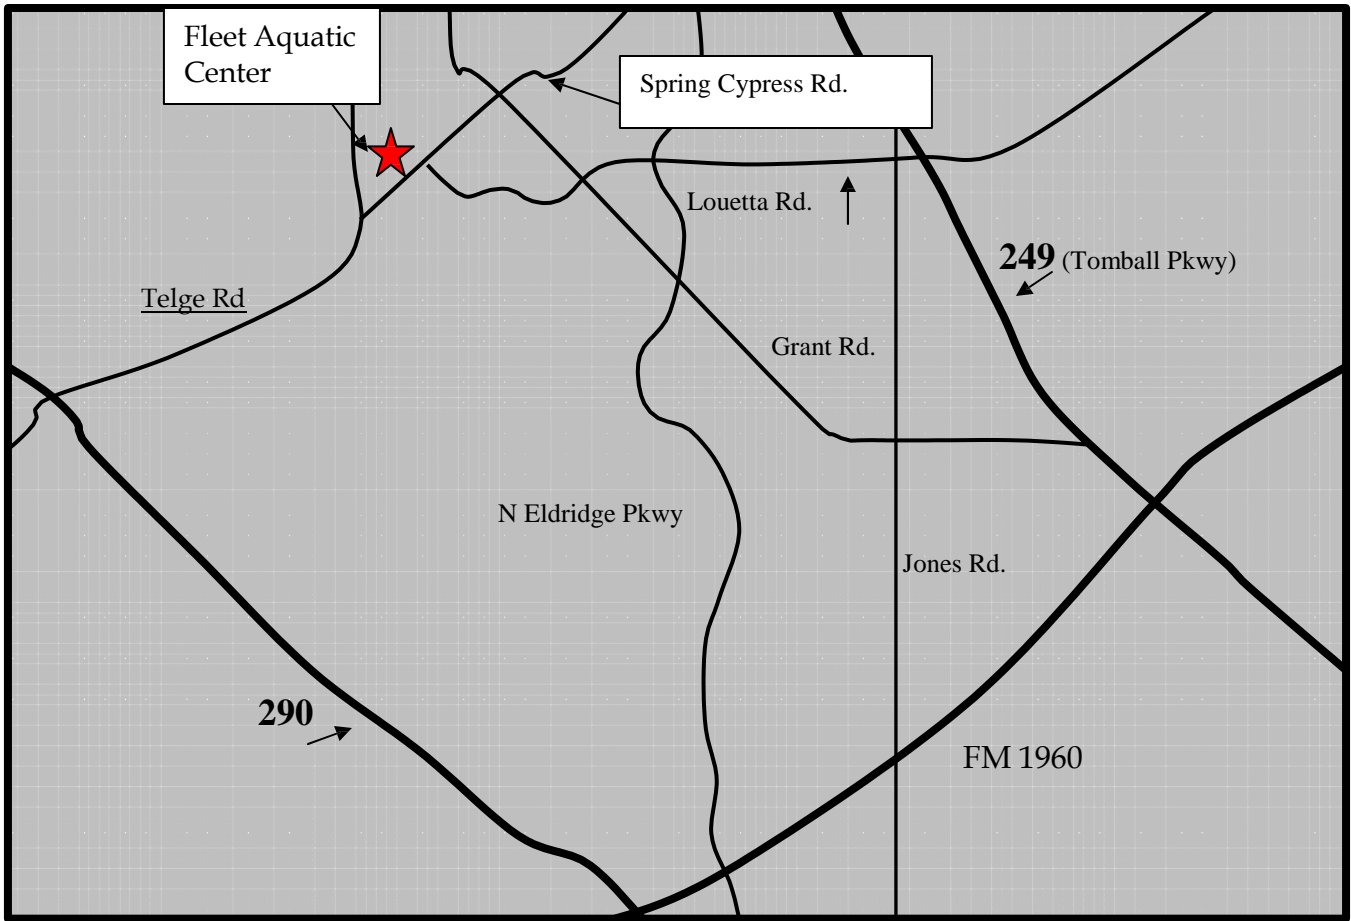 Fleet Aquatic
Center
Spring Cypress Rd.
Louetta Rd.
249 (Tomball Pkwy)
Telge Rd
Grant Rd.
N Eldridge Pkwy
Jones Rd.
290
FM 1960